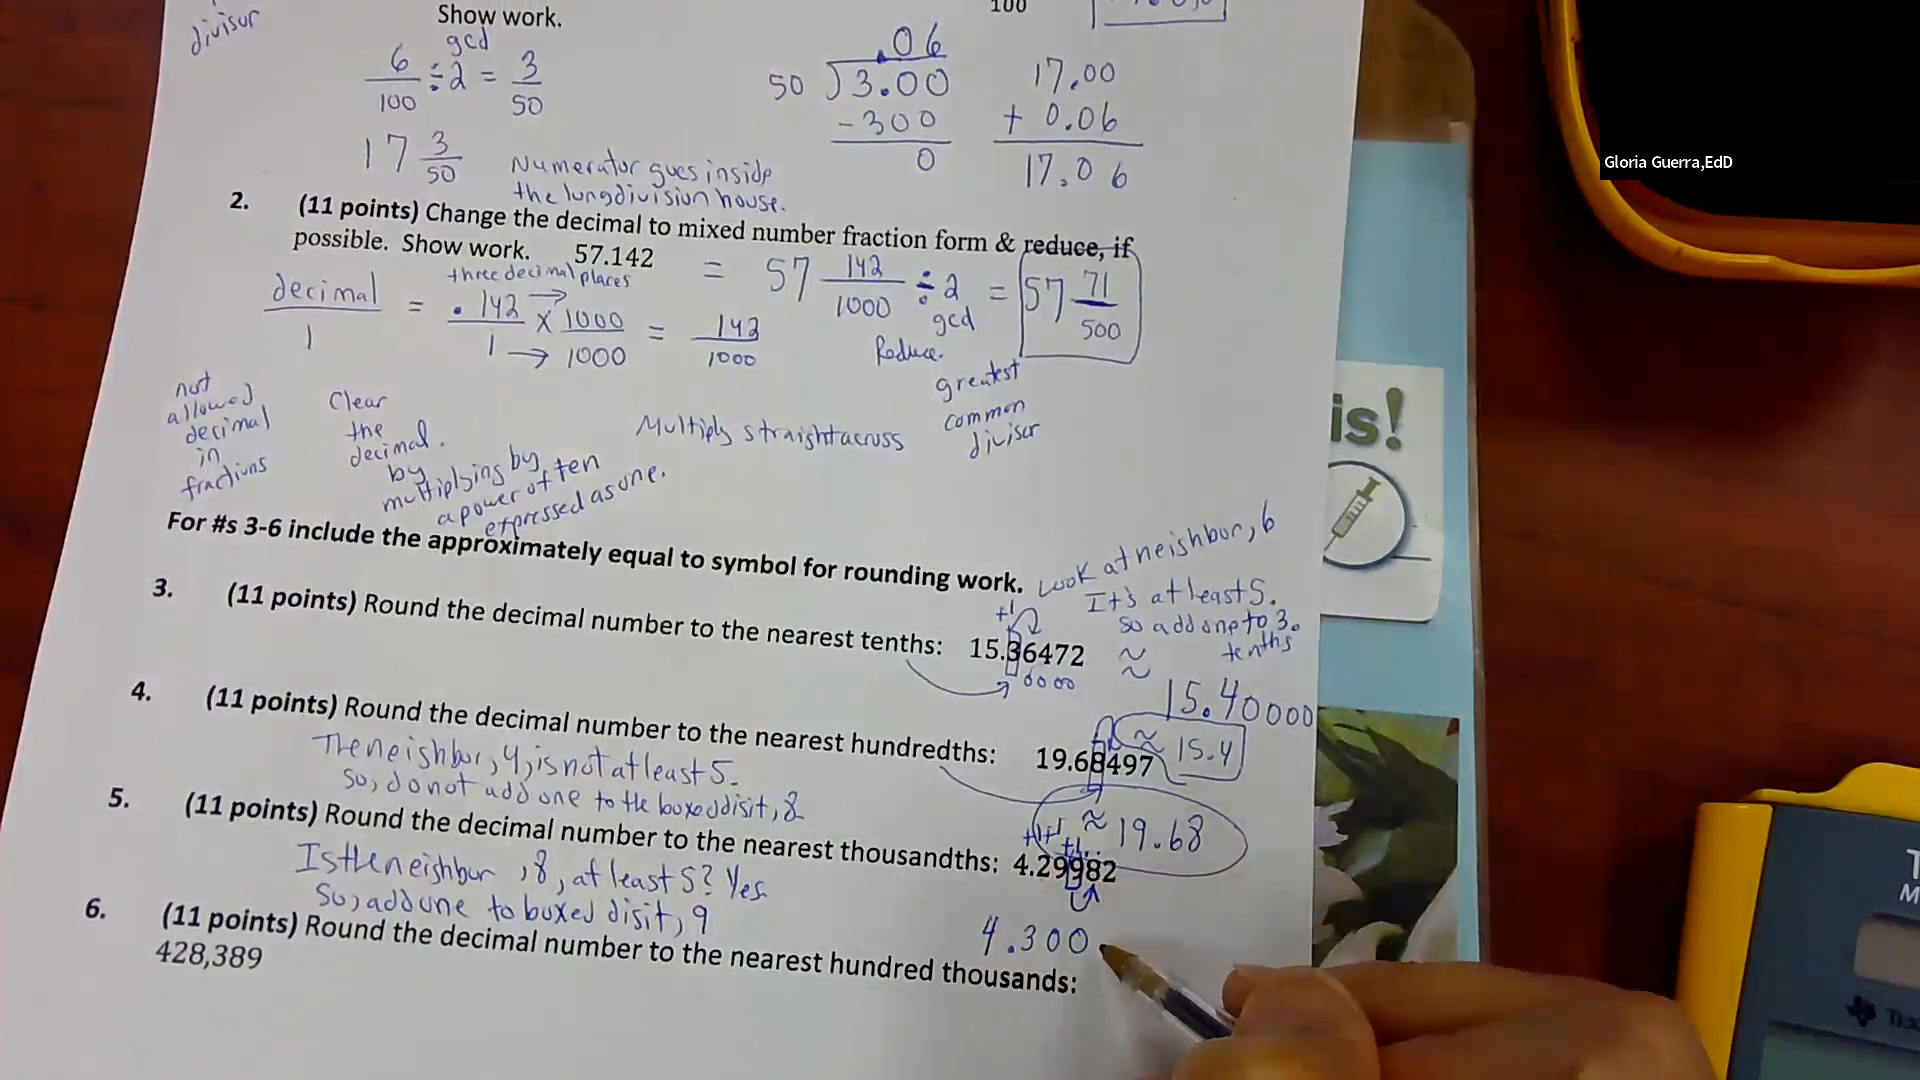 divisor
Show work.
100
gcd
6/100 ÷ 2 = 3/50
.06
50 3.00
-300
0
17.00
+ 0.06
17.06
17 3/50
Numerator goes inside
the long division house.
2. (11 points) Change the decimal to mixed number fraction form & reduce, if
possible. Show work. 57.142
= 57 142/1000 ÷ 2 = 57 71/500
gcd
three decimal places
decimal/1 = .142/1 x 1000/1000 = 142/1000
Reduce.
greatest
common
divisor
not
allowed
decimal
in
fractions
Clear
the
decimal.
by
multiplying by
a power of ten
expressed as one.
Multiply straight across
For #s 3-6 include the approximately equal to symbol for rounding work.
Look at neishbor, 6
It's at least 5.
so add one to 3.
tenths
3. (11 points) Round the decimal number to the nearest tenths: 15.36472
+1
0000
≈
15.40000
≈ 15.4
4. (11 points) Round the decimal number to the nearest hundredths: 19.68497
The neishbor, 4, is not at least 5.
so, do not add one to the boxed disit, 8
≈ 19.68
5. (11 points) Round the decimal number to the nearest thousandths: 4.29982
+1 +1 +1
Is the neishbur, 8, at least 5? Yes.
So, add one to boxed disit, 9
4.300
6. (11 points) Round the decimal number to the nearest hundred thousands:
428,389
is!
Gloria Guerra,EdD